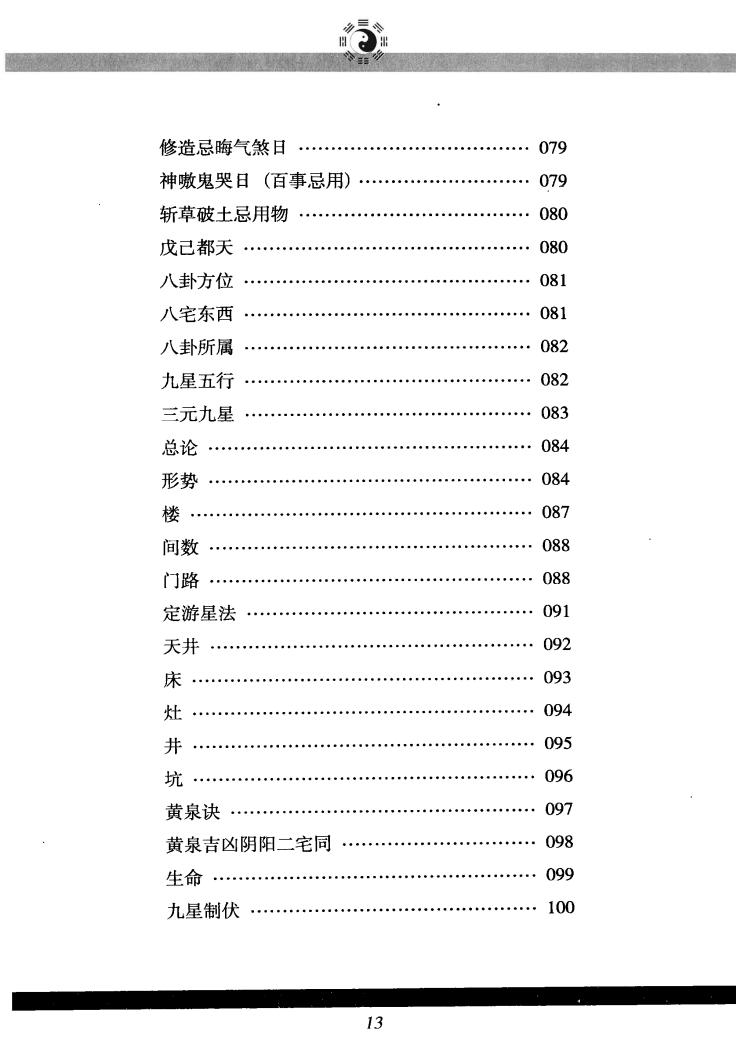 修造忌晦气煞日 ………………………………… 079
神嗷鬼哭日（百事忌用）……………………… 079
斩草破土忌用物 ………………………………… 080
戊己都天 ………………………………………… 080
八卦方位 ………………………………………… 081
八宅东西 ………………………………………… 081
八卦所属 ………………………………………… 082
九星五行 ………………………………………… 082
三元九星 ………………………………………… 083
总论 ……………………………………………… 084
形势 ……………………………………………… 084
楼 ………………………………………………… 087
间数 ……………………………………………… 088
门路 ……………………………………………… 088
定游星法 ………………………………………… 091
天井 ……………………………………………… 092
床 ………………………………………………… 093
灶 ………………………………………………… 094
井 ………………………………………………… 095
坑 ………………………………………………… 096
黄泉诀 …………………………………………… 097
黄泉吉凶阴阳二宅同 …………………………… 098
生命 ……………………………………………… 099
九星制伏 ………………………………………… 100
13